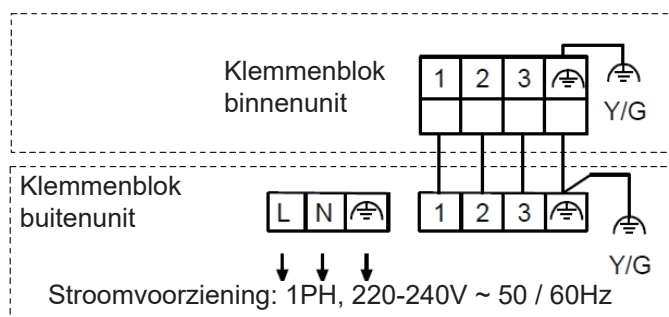 Klemmenblok
binnenunit
1 2 3
Y/G
Klemmenblok
buitenunit
L N
1 2 3
Y/G
Stroomvoorziening: 1PH, 220-240V ~ 50 / 60Hz